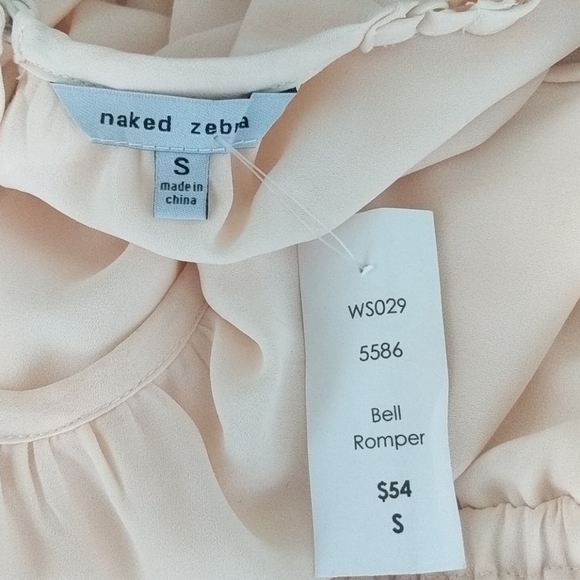 naked zebra
S
made in
china
WS029
5586
Bell
Romper
$54
S